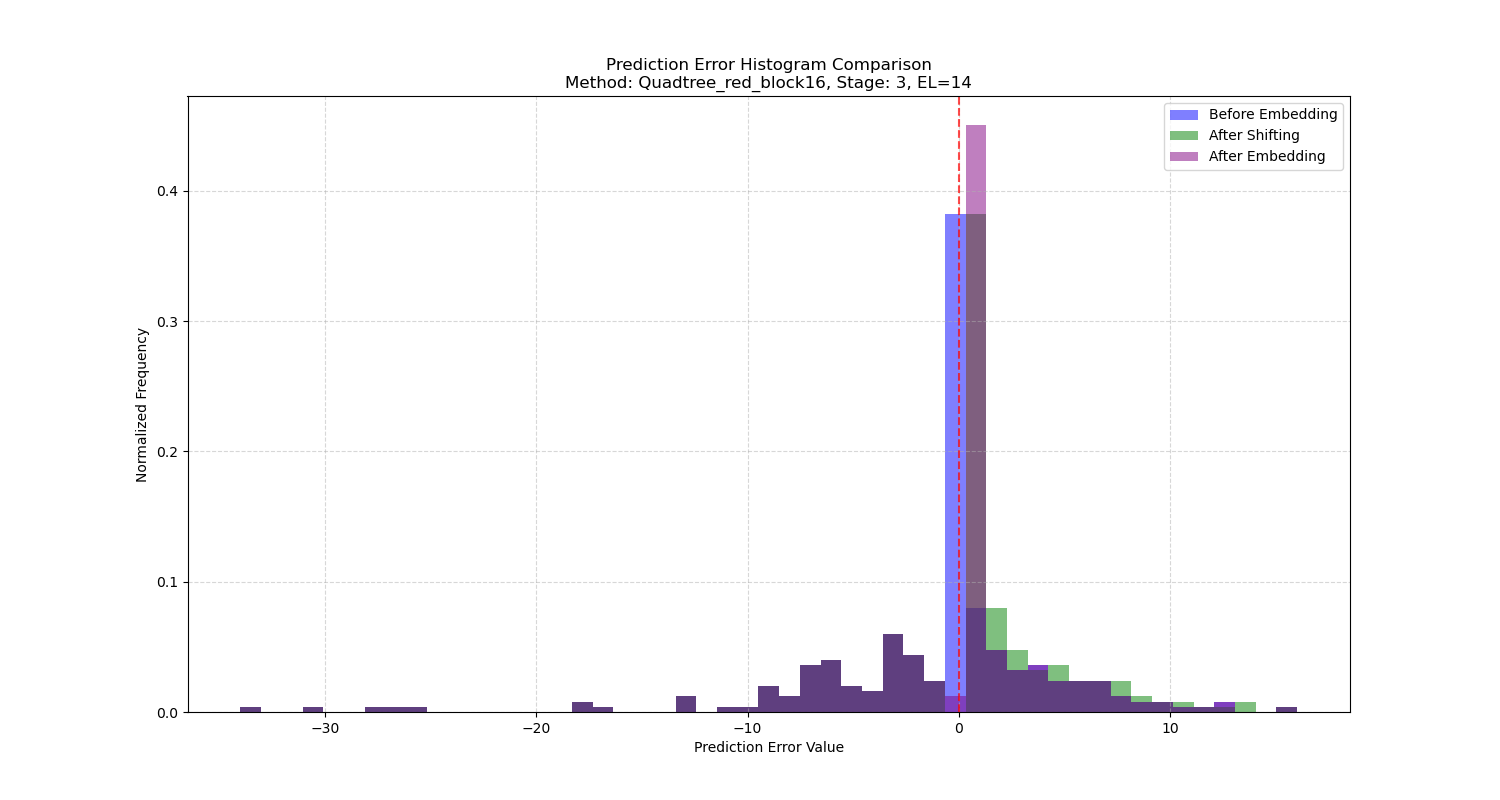 Prediction Error Histogram Comparison
Method: Quadtree_red_block16, Stage: 3, EL=14
Before Embedding
After Shifting
After Embedding
Normalized Frequency
0.4
0.3
0.2
0.1
0.0
−30
−20
−10
0
10
Prediction Error Value